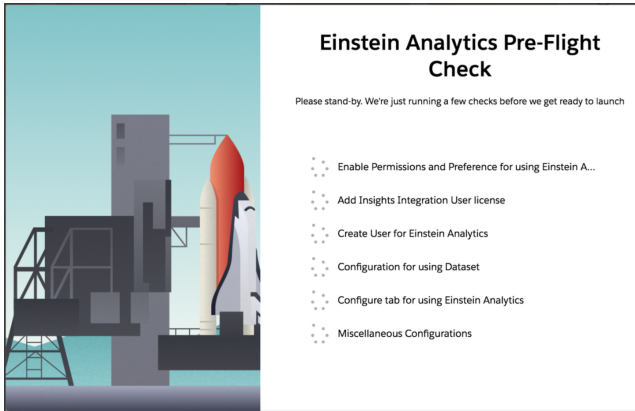 Einstein Analytics Pre-Flight
Check
Please stand-by. We're just running a few checks before we get ready to launch
Enable Permissions and Preference for using Einstein A...
Add Insights Integration User license
Create User for Einstein Analytics
Configuration for using Dataset
Configure tab for using Einstein Analytics
Miscellaneous Configurations